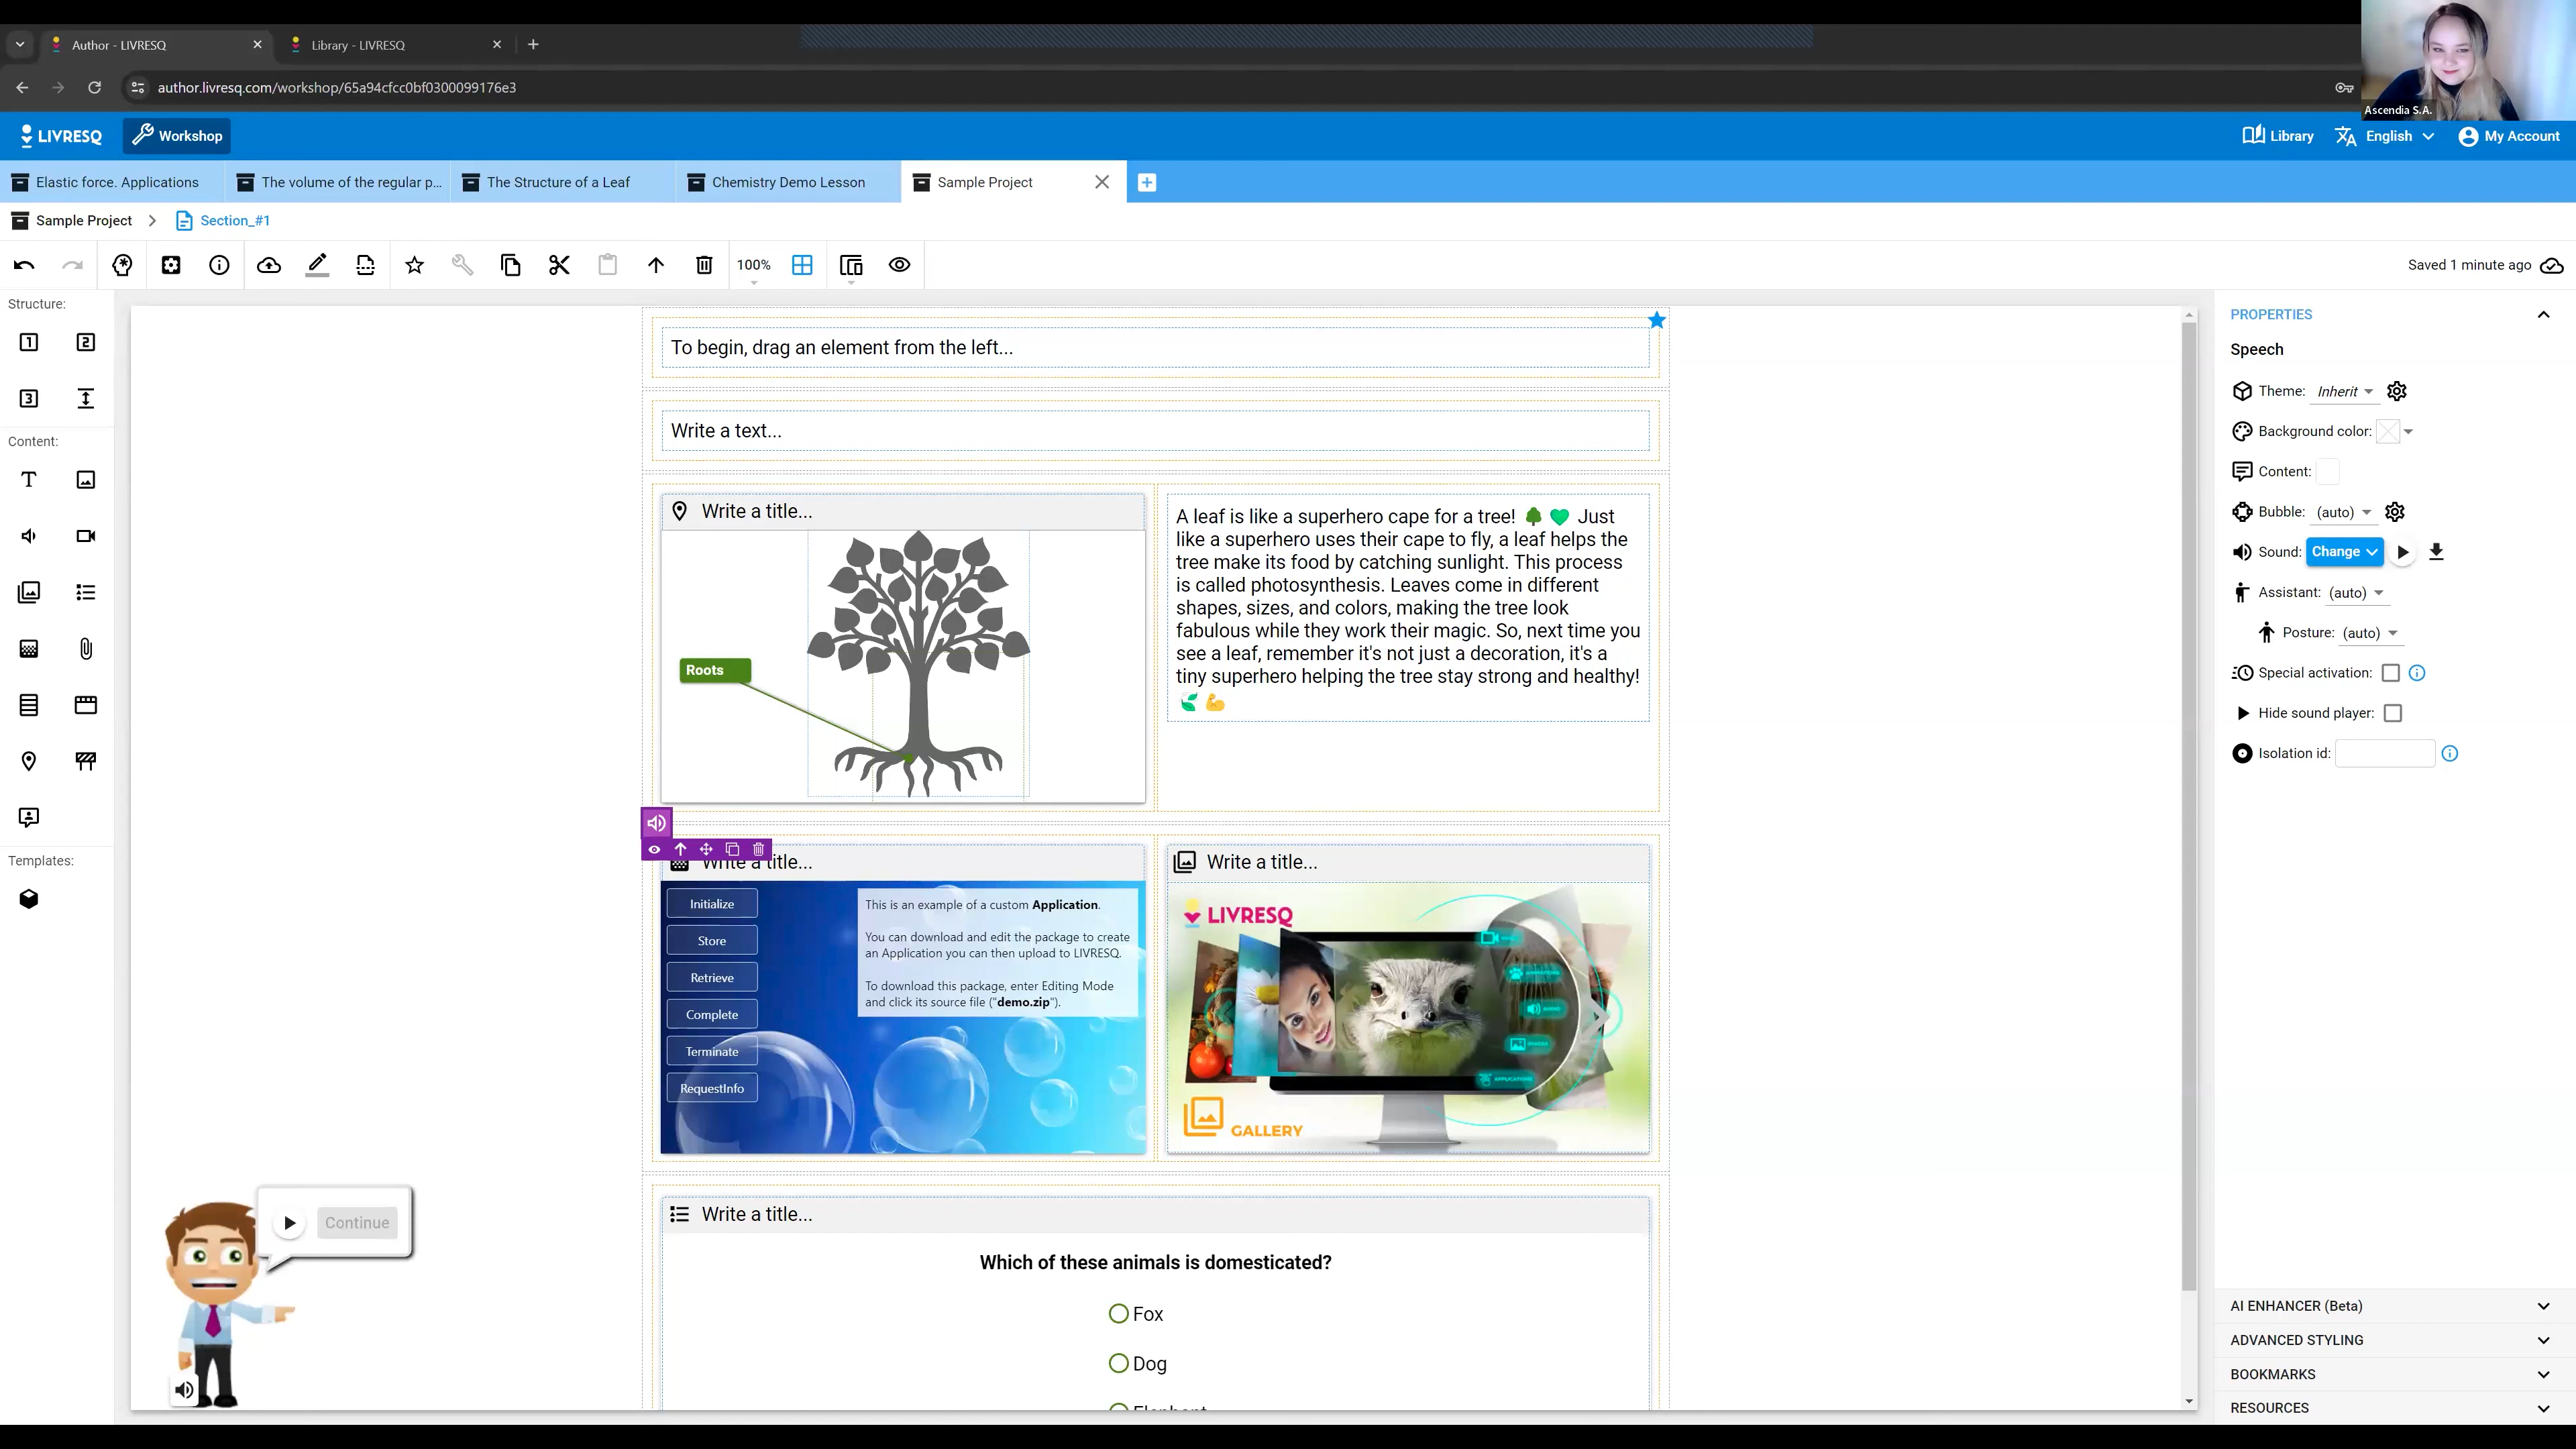 Author - LIVRESQ
Library - LIVRESQ
author.livresq.com/workshop/65a94cfcc0bf0300099176e3
Ascendia S.A.
LIVRESQ
Workshop
Library
English
My Account
Elastic force. Applications
The volume of the regular p...
The Structure of a Leaf
Chemistry Demo Lesson
Sample Project
Sample Project
Section_#1
100%
Saved 1 minute ago
Structure:
1
2
3
Content:
Templates:
To begin, drag an element from the left...
Write a text...
Write a title...
Roots
A leaf is like a superhero cape for a tree! 🌳 💚 Just
like a superhero uses their cape to fly, a leaf helps the
tree make its food by catching sunlight. This process
is called photosynthesis. Leaves come in different
shapes, sizes, and colors, making the tree look
fabulous while they work their magic. So, next time you
see a leaf, remember it's not just a decoration, it's a
tiny superhero helping the tree stay strong and healthy!
🍃 💪
Write a title...
Initialize
Store
Retrieve
Complete
Terminate
RequestInfo
This is an example of a custom Application.
You can download and edit the package to create
an Application you can then upload to LIVRESQ.
To download this package, enter Editing Mode
and click its source file ("demo.zip").
Write a title...
LIVRESQ
GALLERY
Continue
Write a title...
Which of these animals is domesticated?
Fox
Dog
Elephant
PROPERTIES
Speech
Theme: Inherit
Background color:
Content:
Bubble: (auto)
Sound: Change
Assistant: (auto)
Posture: (auto)
Special activation:
Hide sound player:
Isolation id:
AI ENHANCER (Beta)
ADVANCED STYLING
BOOKMARKS
RESOURCES